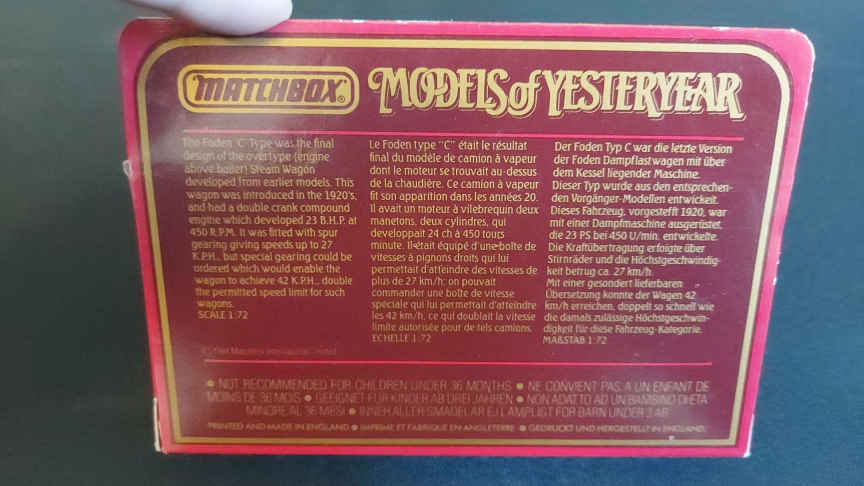 MATCHBOX®
MODELS of YESTERYEAR
The Foden "C" Type was the final
design of the overtype (engine
above boiler) Steam Wagon
developed from earlier models. This
wagon was introduced in the 1920's,
and had a double crank compound
engine which developed 23 B.H.P. at
450 R.P.M. It was fitted with spur
gearing giving speeds up to 27
K.P.H., but special gearing could be
ordered which would enable the
wagon to achieve 42 K.P.H., double
the permitted speed limit for such
wagons.
SCALE 1:72
Le Foden type "C" était le résultat
final du modèle de camion à vapeur
dont le moteur se trouvait au-dessus
de la chaudière. Ce camion à vapeur
fit son apparition dans les années 20.
Il avait un moteur à vilebrequin deux
manetons, deux cylindres, qui
developpait 24 ch à 450 tours
minute. Il était équipé d'une boîte de
vitesses à pignons droits qui lui
permettait d'atteindre des vitesses de
plus de 27 km/h; on pouvait
commander une boîte de vitesse
spéciale qui lui permettait d'atteindre
les 42 km/h, ce qui doublait la vitesse
limite autorisée pour de tels camions.
ECHELLE 1:72
Der Foden Typ C war die letzte Version
der Foden Dampflastwagen mit über
dem Kessel liegender Maschine.
Dieser Typ wurde aus den entsprechen-
den Vorgänger-Modellen entwickelt.
Dieses Fahrzeug, vorgestellt 1920, war
mit einer Dampfmaschine ausgerüstet,
die 23 PS bei 450 U/min. entwickelte.
Die Kraftübertragung erfolgte über
Stirnräder und die Höchstgeschwindig-
keit betrug ca. 27 km/h.
Mit einer gesondert lieferbaren
Übersetzung konnte der Wagen 42
km/h erreichen, doppelt so schnell wie
die damals zulässige Höchstgeschwin-
digkeit für diese Fahrzeug-Kategorie.
MAßSTAB 1:72
● NOT RECOMMENDED FOR CHILDREN UNDER 36 MONTHS ● NE CONVIENT PAS A UN ENFANT DE
MOINS DE 36 MOIS ● GEEIGNET FÜR KINDER AB DREI JAHREN ● NON ADATTO AD UN BAMBINO DI ETA
MINORE AI 36 MESI ● INNEHALLER SMADELAR EJ LAMPLIGT FOR BARN UNDER 3 AR
PRINTED AND MADE IN ENGLAND ● IMPRIME ET FABRIQUE EN ANGLETERRE ● GEDRUCKT UND HERGESTELLT IN ENGLAND.